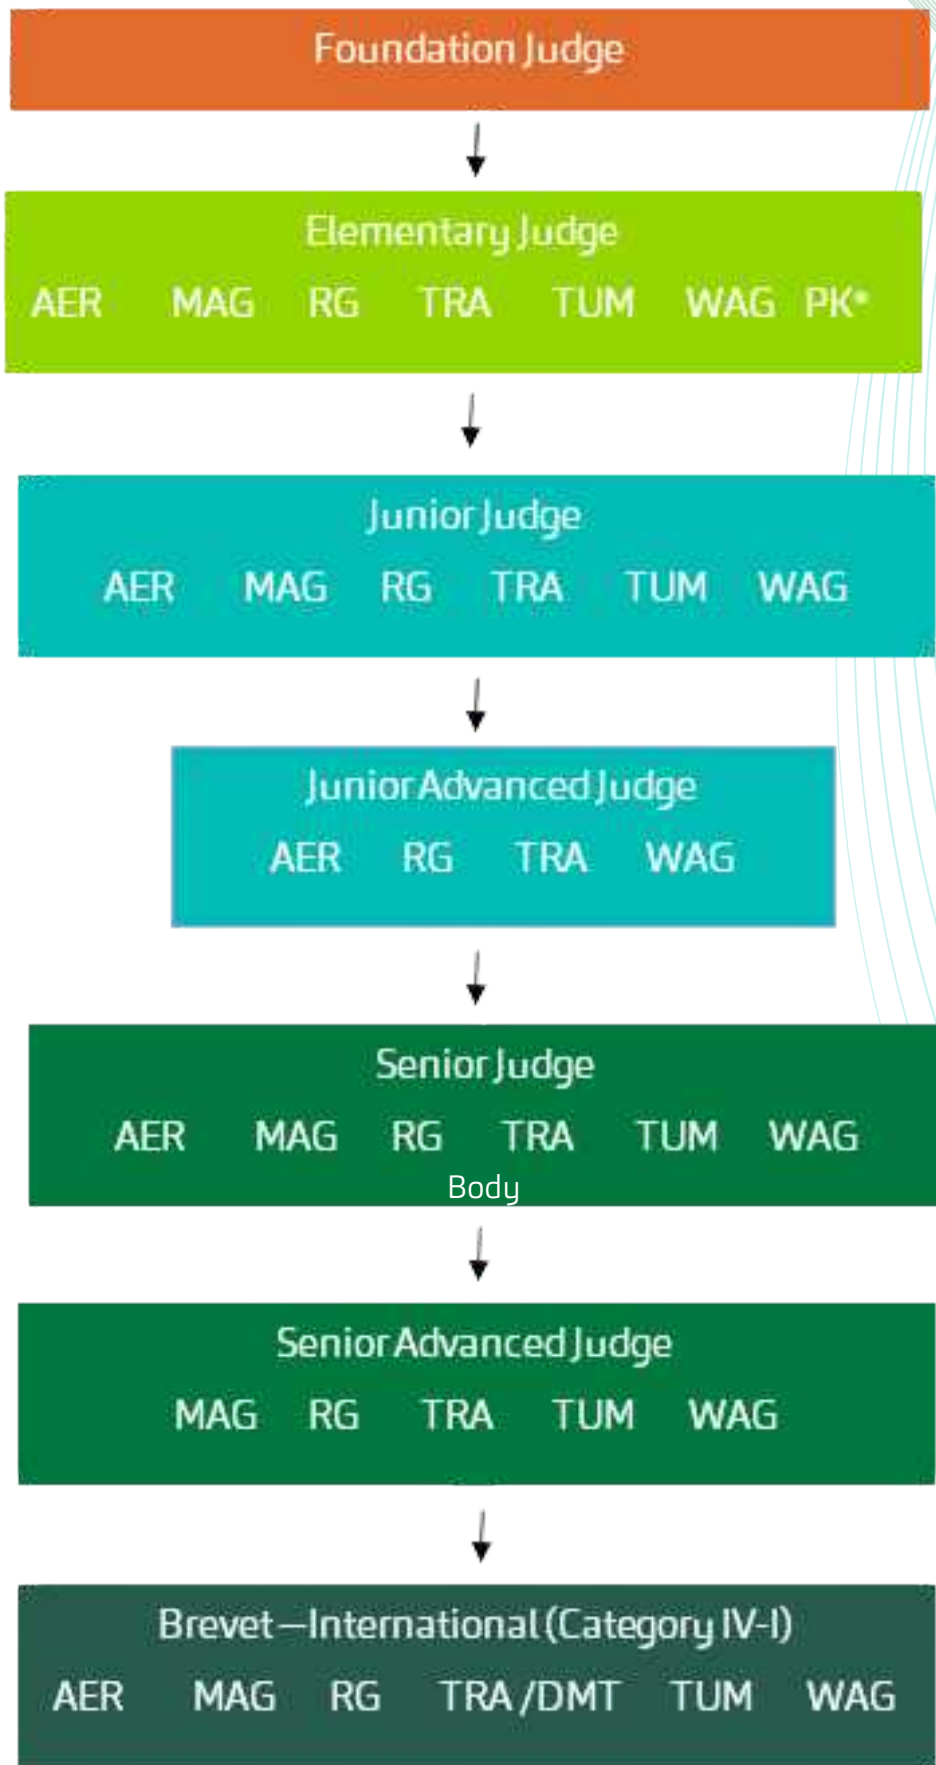 Foundation Judge
Elementary Judge
AER MAG RG TRA TUM WAG PK*
Junior Judge
AER MAG RG TRA TUM WAG
Junior Advanced Judge
AER RG TRA WAG
Senior Judge
AER MAG RG TRA TUM WAG
Body
Senior Advanced Judge
MAG RG TRA TUM WAG
Brevet—International (Category IV-I)
AER MAG RG TRA /DMT TUM WAG